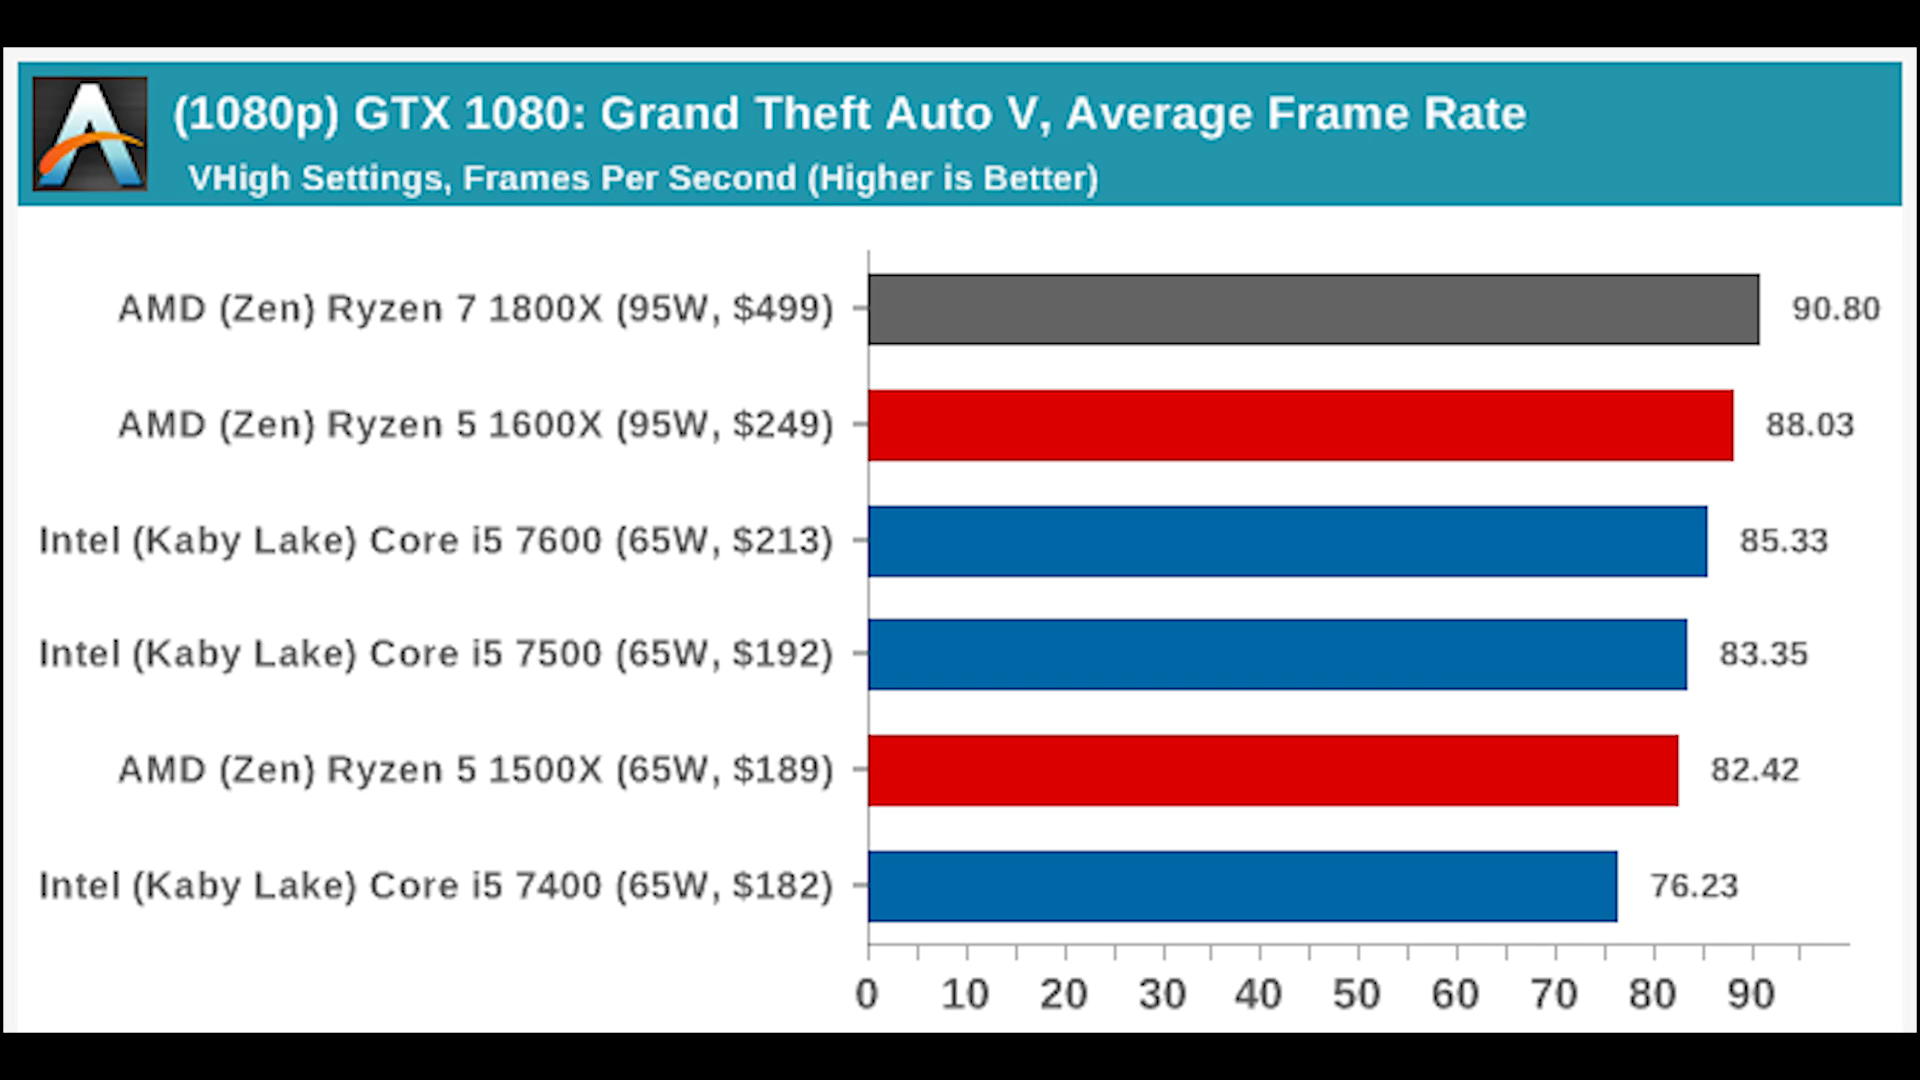 (1080p) GTX 1080: Grand Theft Auto V, Average Frame Rate
VHigh Settings, Frames Per Second (Higher is Better)
AMD (Zen) Ryzen 7 1800X (95W, $499) 90.80
AMD (Zen) Ryzen 5 1600X (95W, $249) 88.03
Intel (Kaby Lake) Core i5 7600 (65W, $213) 85.33
Intel (Kaby Lake) Core i5 7500 (65W, $192) 83.35
AMD (Zen) Ryzen 5 1500X (65W, $189) 82.42
Intel (Kaby Lake) Core i5 7400 (65W, $182) 76.23
0 10 20 30 40 50 60 70 80 90